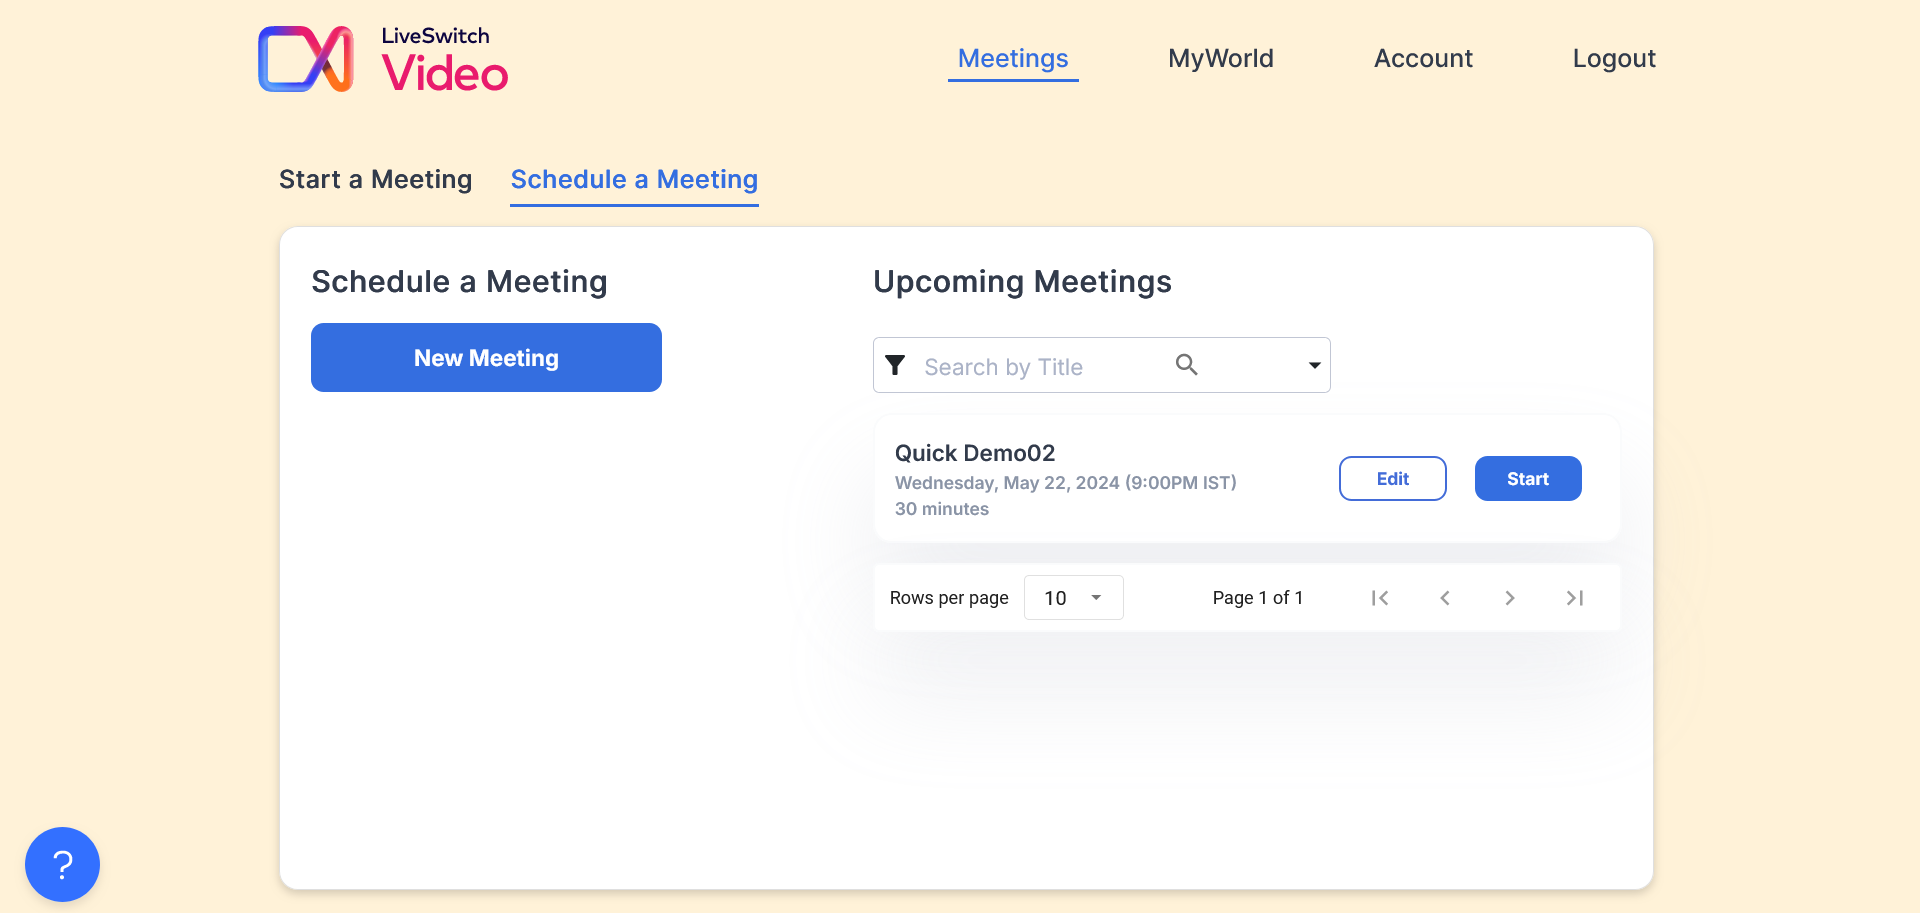 LiveSwitch
Video
Meetings
MyWorld
Account
Logout
Start a Meeting
Schedule a Meeting
Schedule a Meeting
New Meeting
Upcoming Meetings
Search by Title
Quick Demo02
Wednesday, May 22, 2024 (9:00PM IST)
30 minutes
Edit
Start
Rows per page
10
Page 1 of 1
?